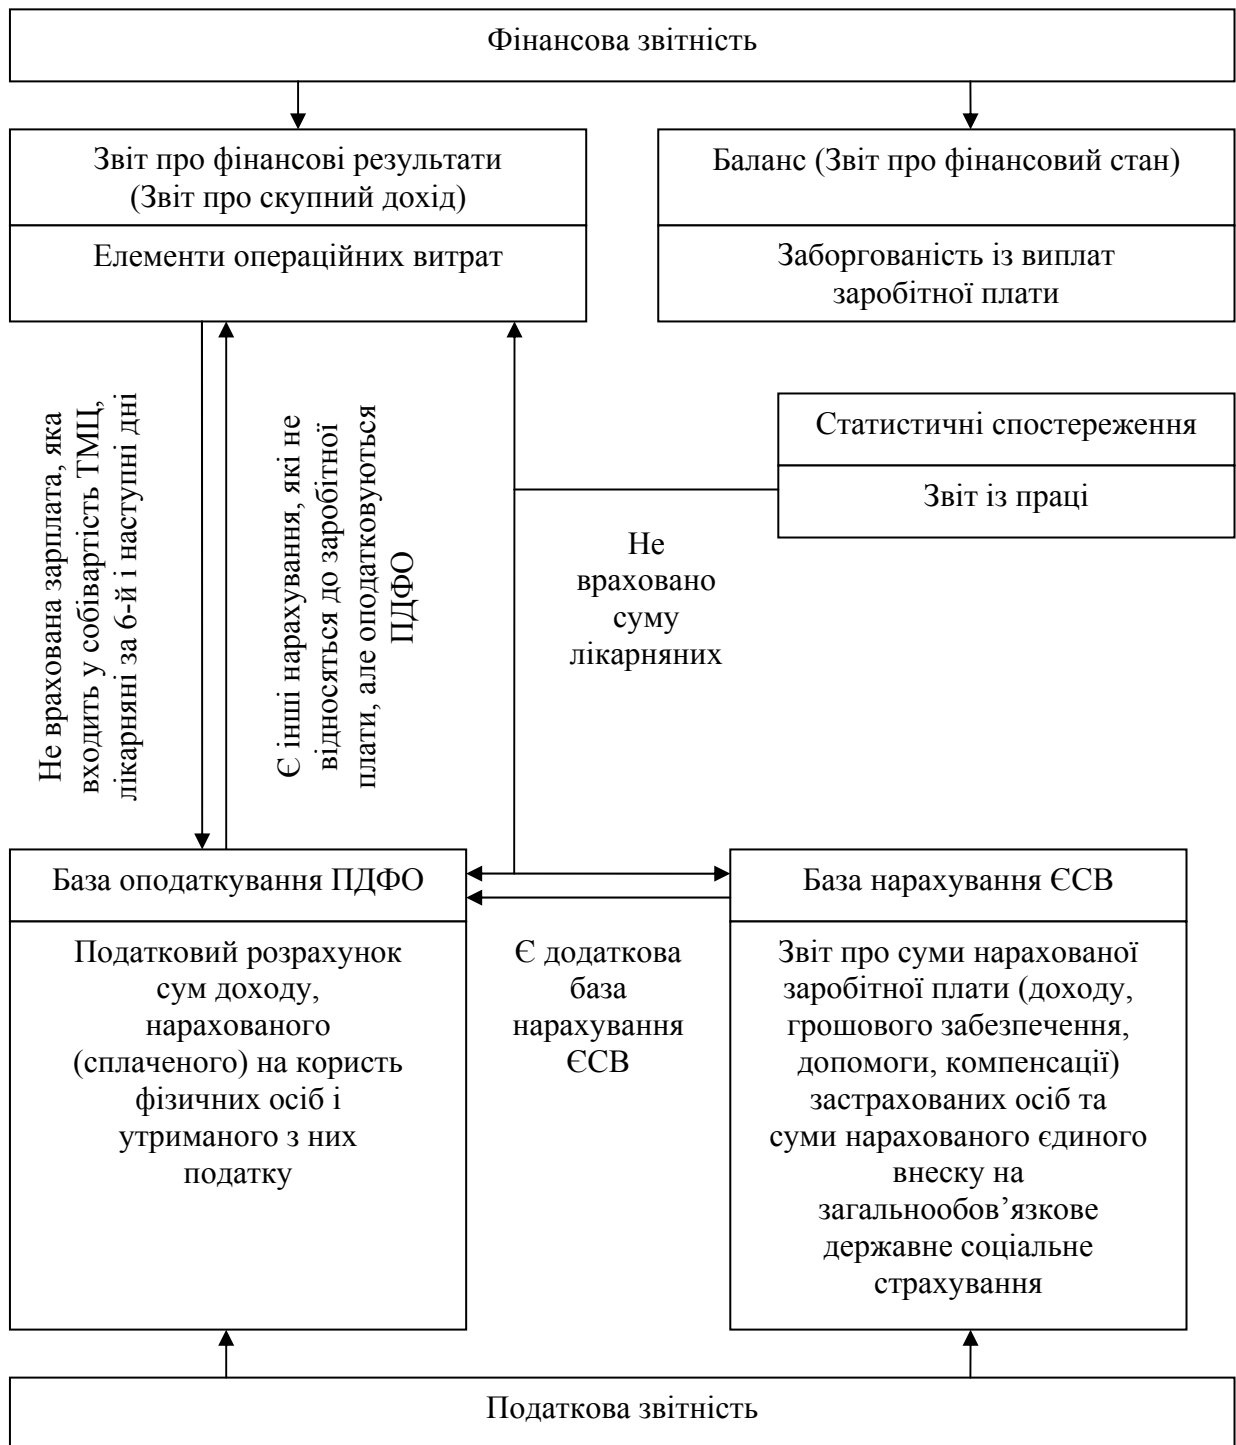 Фінансова звітність
Звіт про фінансові результати
(Звіт про скупний дохід)
Елементи операційних витрат
Баланс (Звіт про фінансовий стан)
Заборгованість із виплат
заробітної плати
Статистичні спостереження
Звіт із праці
Не врахована зарплата, яка
входить у собівартість ТМЦ,
лікарняні за 6-й і наступні дні
Є інші нарахування, які не
відносяться до заробітної
плати, але оподатковуються
ПДФО
Не
враховано
суму
лікарняних
База оподаткування ПДФО
Податковий розрахунок
сум доходу,
нарахованого
(сплаченого) на користь
фізичних осіб і
утриманого з них
податку
Є додаткова
база
нарахування
ЄСВ
База нарахування ЄСВ
Звіт про суми нарахованої
заробітної плати (доходу,
грошового забезпечення,
допомоги, компенсації)
застрахованих осіб та
суми нарахованого єдиного
внеску на
загальнообов’язкове
державне соціальне
страхування
Податкова звітність